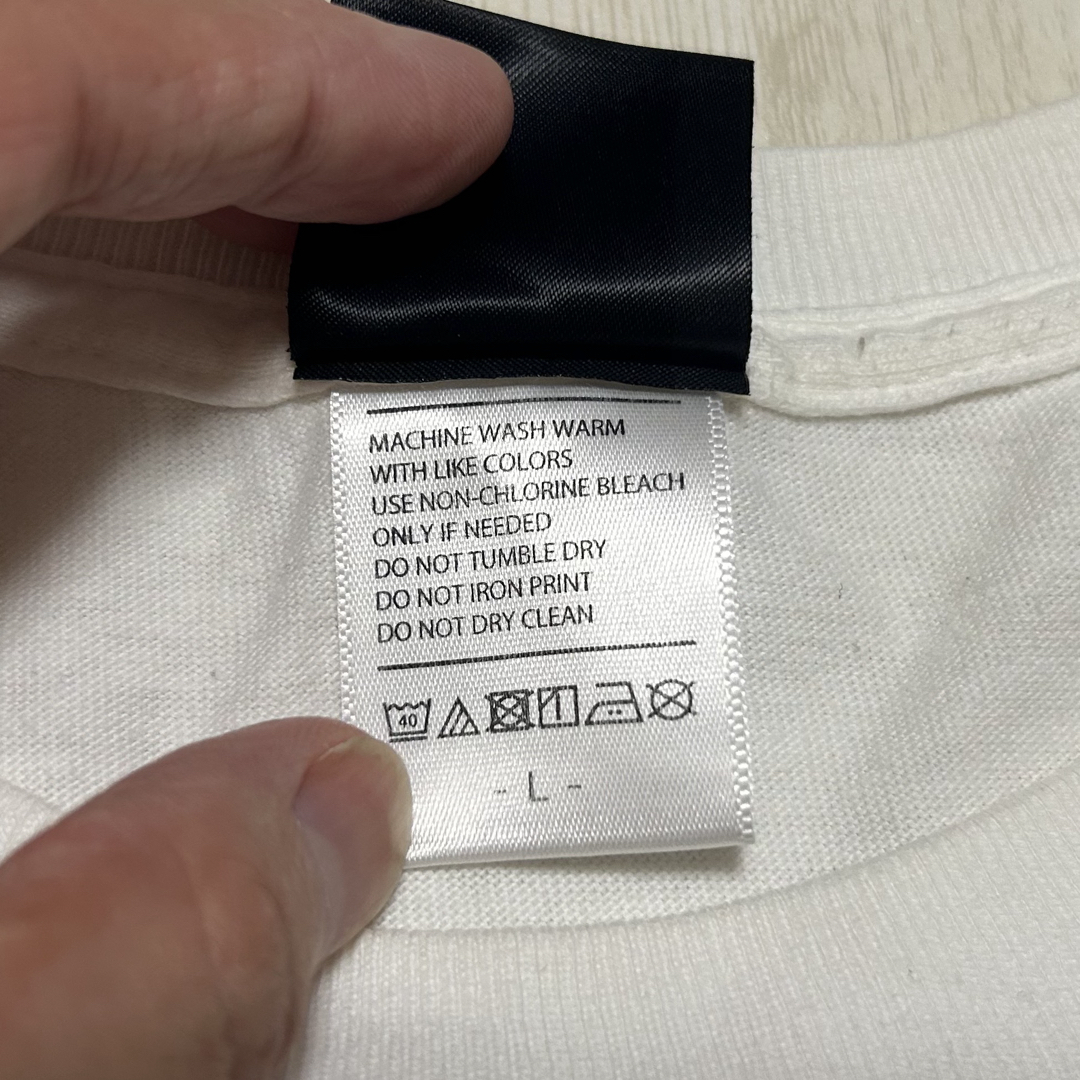 MACHINE WASH WARM
WITH LIKE COLORS
USE NON-CHLORINE BLEACH
ONLY IF NEEDED
DO NOT TUMBLE DRY
DO NOT IRON PRINT
DO NOT DRY CLEAN
40
- L -